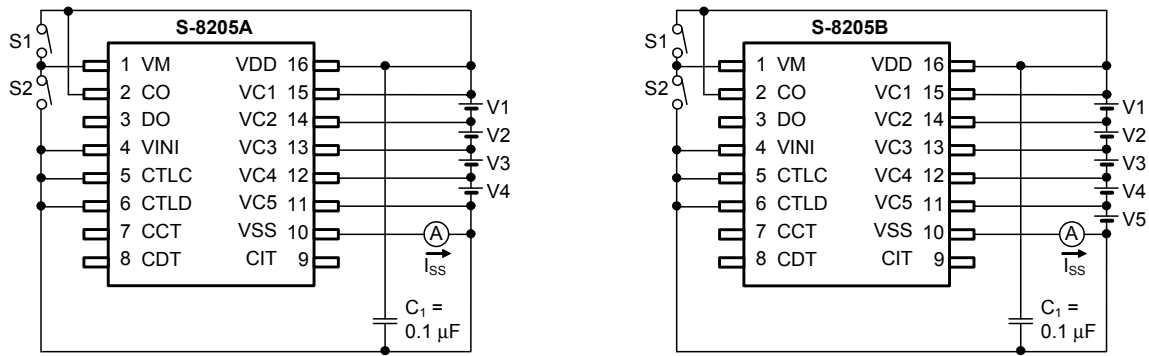 S-8205A
S1
S2
1 VM
2 CO
3 DO
4 VINI
5 CTLC
6 CTLD
7 CCT
8 CDT
VDD 16
VC1 15
VC2 14
VC3 13
VC4 12
VC5 11
VSS 10
CIT 9
V1
V2
V3
V4
A
ISS
C1 =
0.1 μF
S-8205B
S1
S2
1 VM
2 CO
3 DO
4 VINI
5 CTLC
6 CTLD
7 CCT
8 CDT
VDD 16
VC1 15
VC2 14
VC3 13
VC4 12
VC5 11
VSS 10
CIT 9
V1
V2
V3
V4
V5
A
ISS
C1 =
0.1 μF